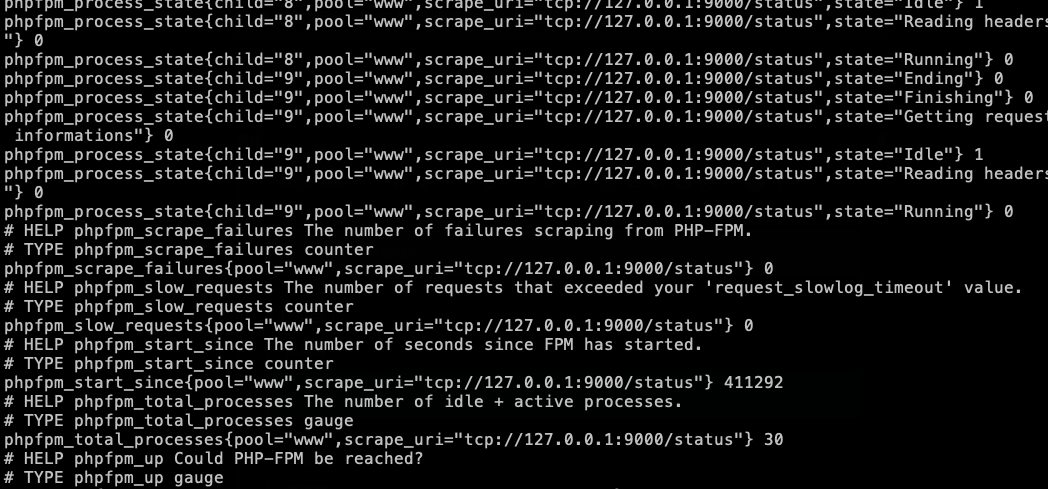 phpfpm_process_state{child="8",pool="www",scrape_uri="tcp://127.0.0.1:9000/status",state="Idle"} 1
phpfpm_process_state{child="8",pool="www",scrape_uri="tcp://127.0.0.1:9000/status",state="Reading headers
"} 0
phpfpm_process_state{child="8",pool="www",scrape_uri="tcp://127.0.0.1:9000/status",state="Running"} 0
phpfpm_process_state{child="9",pool="www",scrape_uri="tcp://127.0.0.1:9000/status",state="Ending"} 0
phpfpm_process_state{child="9",pool="www",scrape_uri="tcp://127.0.0.1:9000/status",state="Finishing"} 0
phpfpm_process_state{child="9",pool="www",scrape_uri="tcp://127.0.0.1:9000/status",state="Getting request
 informations"} 0
phpfpm_process_state{child="9",pool="www",scrape_uri="tcp://127.0.0.1:9000/status",state="Idle"} 1
phpfpm_process_state{child="9",pool="www",scrape_uri="tcp://127.0.0.1:9000/status",state="Reading headers
"} 0
phpfpm_process_state{child="9",pool="www",scrape_uri="tcp://127.0.0.1:9000/status",state="Running"} 0
# HELP phpfpm_scrape_failures The number of failures scraping from PHP-FPM.
# TYPE phpfpm_scrape_failures counter
phpfpm_scrape_failures{pool="www",scrape_uri="tcp://127.0.0.1:9000/status"} 0
# HELP phpfpm_slow_requests The number of requests that exceeded your 'request_slowlog_timeout' value.
# TYPE phpfpm_slow_requests counter
phpfpm_slow_requests{pool="www",scrape_uri="tcp://127.0.0.1:9000/status"} 0
# HELP phpfpm_start_since The number of seconds since FPM has started.
# TYPE phpfpm_start_since counter
phpfpm_start_since{pool="www",scrape_uri="tcp://127.0.0.1:9000/status"} 411292
# HELP phpfpm_total_processes The number of idle + active processes.
# TYPE phpfpm_total_processes gauge
phpfpm_total_processes{pool="www",scrape_uri="tcp://127.0.0.1:9000/status"} 30
# HELP phpfpm_up Could PHP-FPM be reached?
# TYPE phpfpm_up gauge